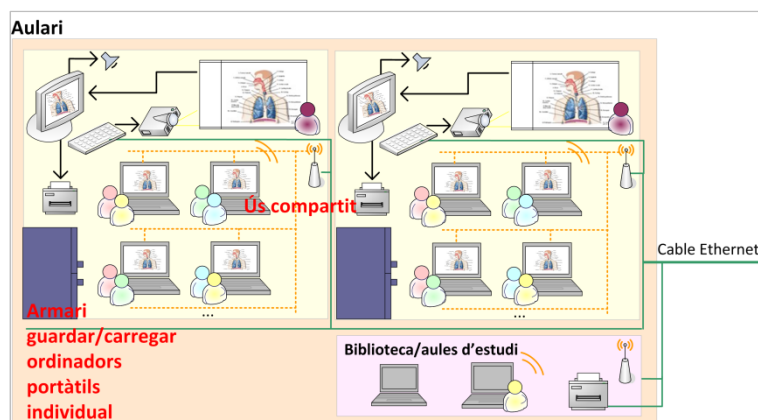 Aulari
Ús compartit
...
...
Cable Ethernet
Armari
guardar/carregar
ordinadors
portàtils
individual
Biblioteca/aules d’estudi